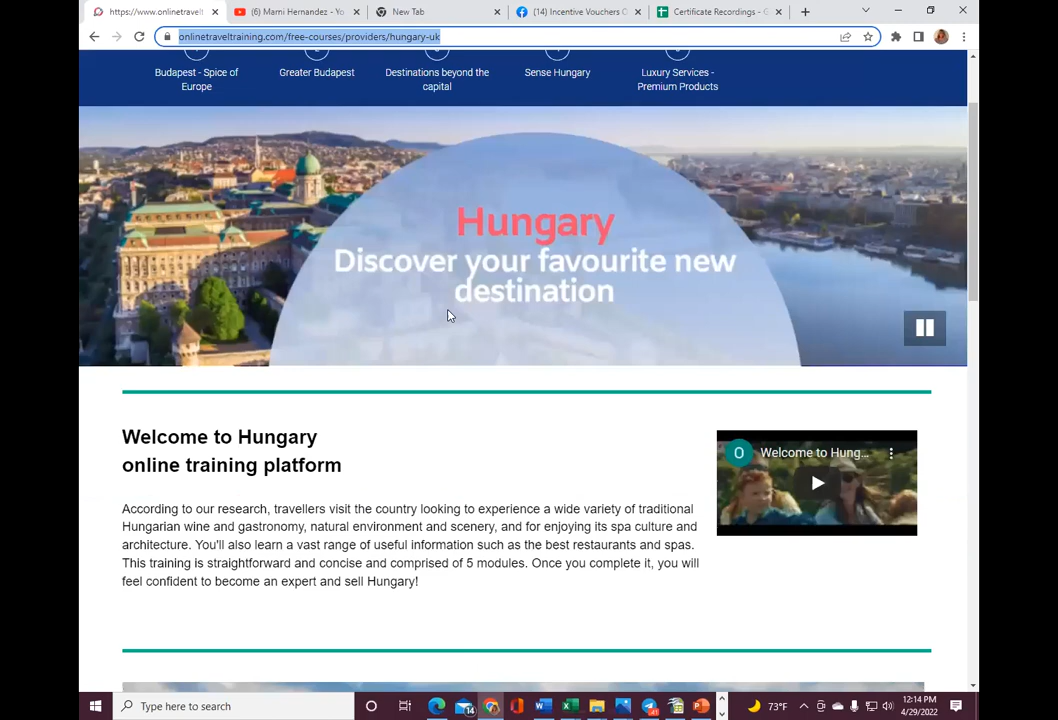 https://www.onlinetravelt
(6) Marni Hernandez - Yo
New Tab
(14) Incentive Vouchers C
Certificate Recordings - G
onlinetraveltraining.com/free-courses/providers/hungary-uk
Budapest - Spice of Europe
Greater Budapest
Destinations beyond the capital
Sense Hungary
Luxury Services - Premium Products
Hungary
Discover your favourite new
destination
Welcome to Hungary
online training platform
O Welcome to Hung...
According to our research, travellers visit the country looking to experience a wide variety of traditional
Hungarian wine and gastronomy, natural environment and scenery, and for enjoying its spa culture and
architecture. You'll also learn a vast range of useful information such as the best restaurants and spas.
This training is straightforward and concise and comprised of 5 modules. Once you complete it, you will
feel confident to become an expert and sell Hungary!
Type here to search
14
73°F
12:14 PM
4/29/2022